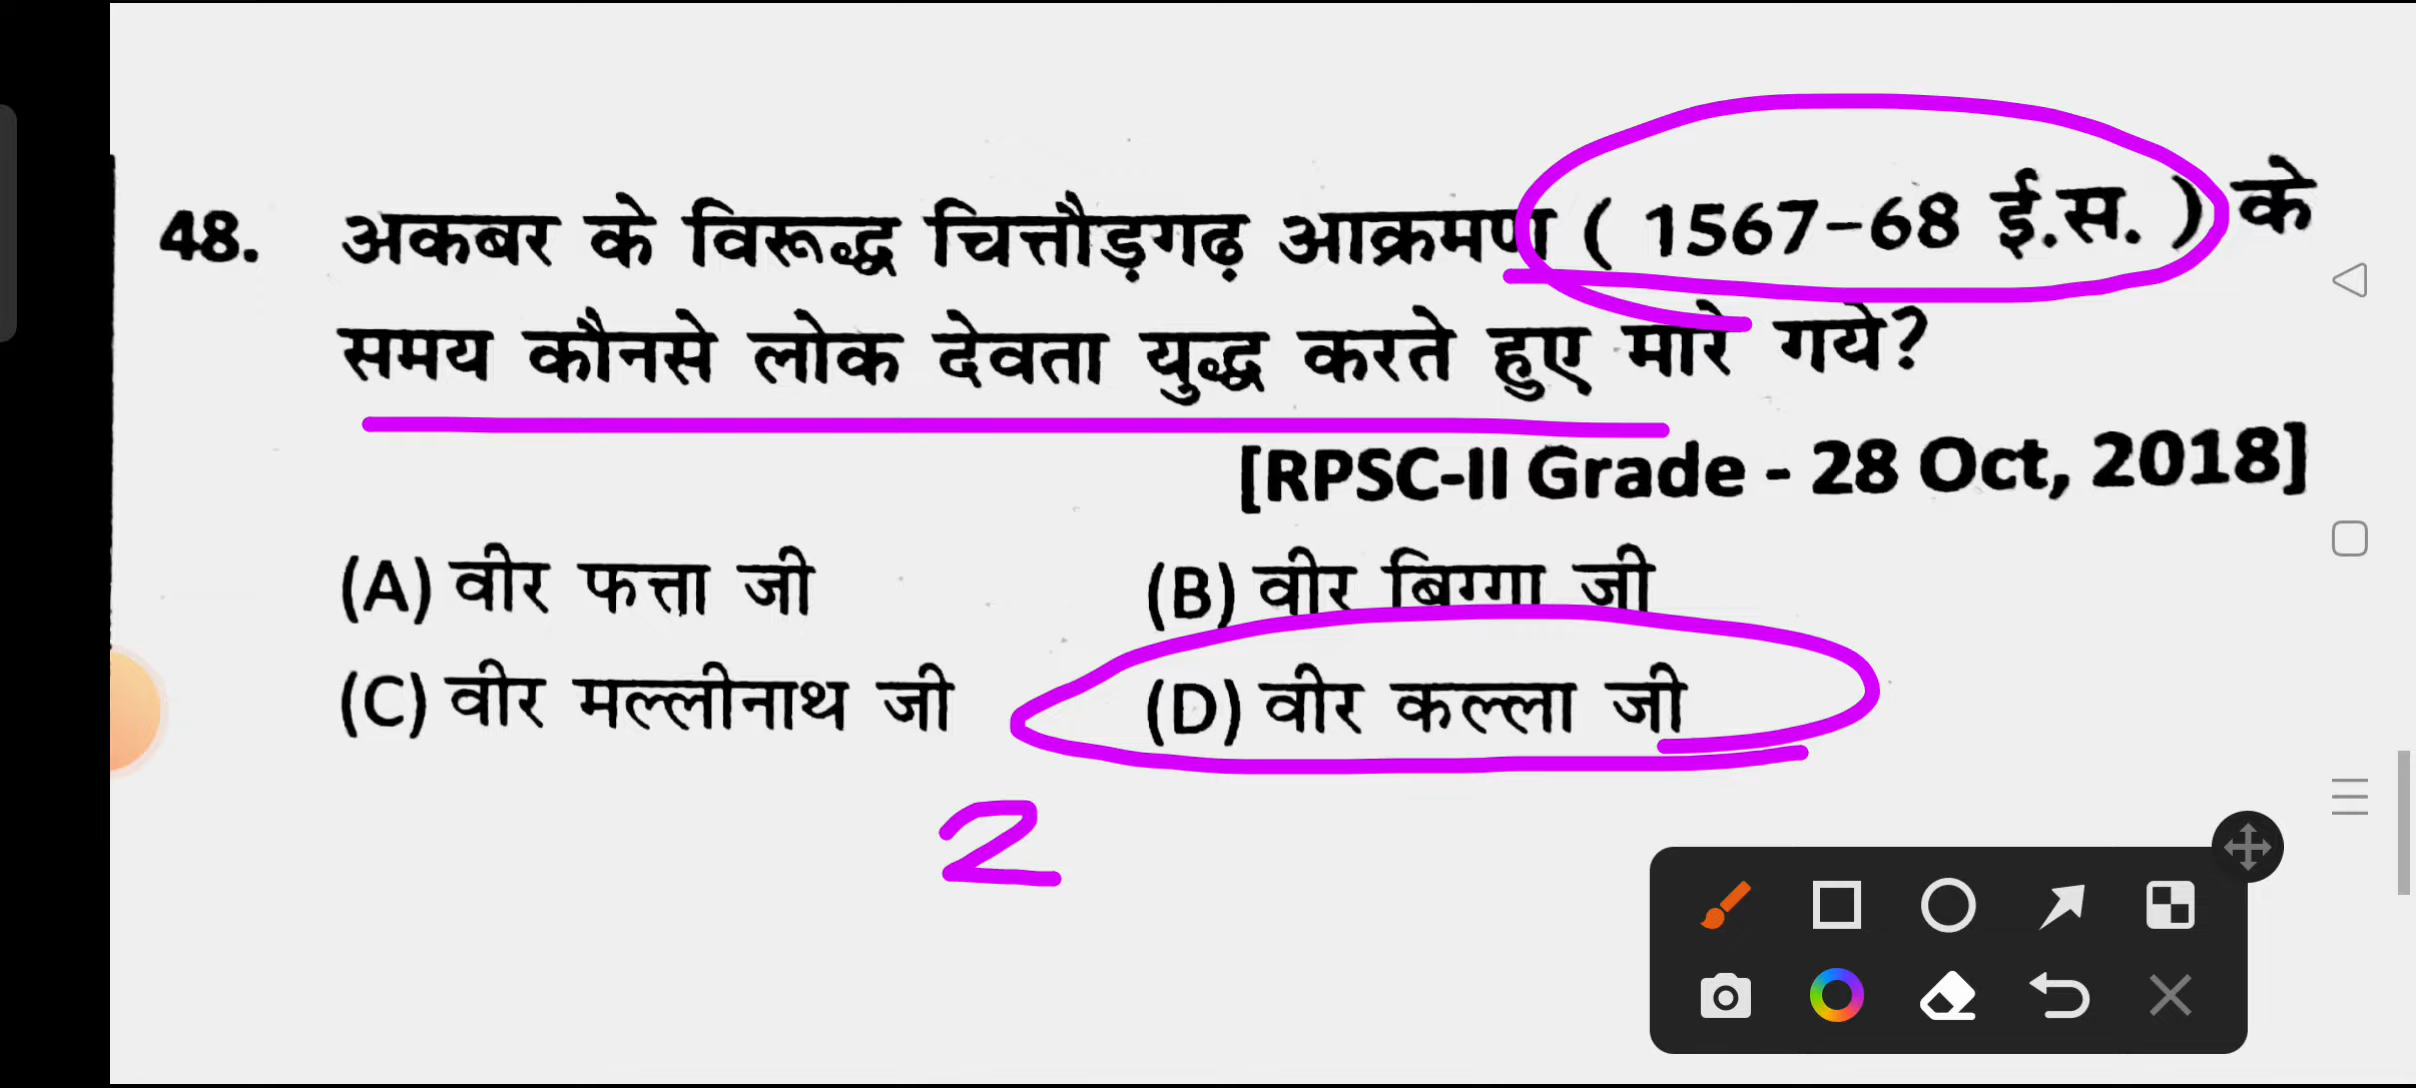 48. अकबर के विरूद्ध चित्तौड़गढ़ आक्रमण ( 1567-68 ई.स. ) के
समय कौनसे लोक देवता युद्ध करते हुए मारे गये?
[RPSC-II Grade - 28 Oct, 2018]
(A) वीर फत्ता जी (B) वीर बिग्गा जी
(C) वीर मल्लीनाथ जी (D) वीर कल्ला जी
2